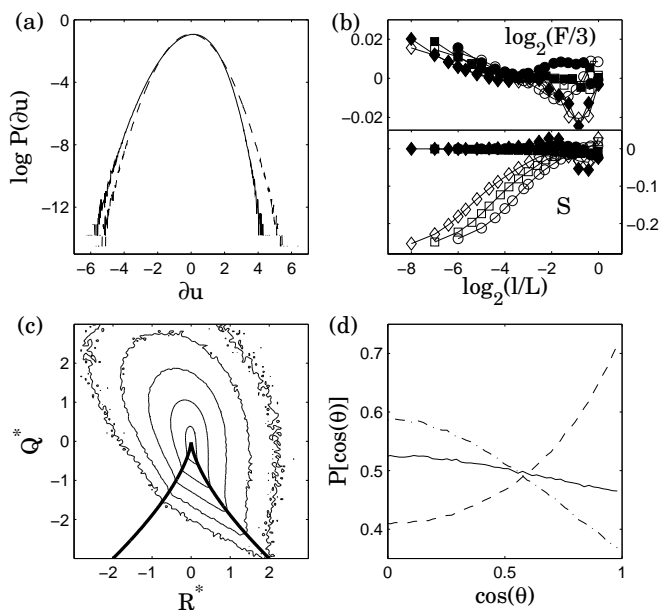 (a)
0
−4
−8
−12
log P(∂u)
−6 −4 −2 0 2 4 6
∂u
(b)
0.02
0
−0.02
log2(F/3)
0
−0.1
−0.2
S
−8 −6 −4 −2 0
log2(l/L)
(c)
2
1
0
−1
−2
Q*
−2 −1 0 1 2
R*
(d)
0.7
0.6
0.5
0.4
P[cos(θ)]
0 0.5 1
cos(θ)